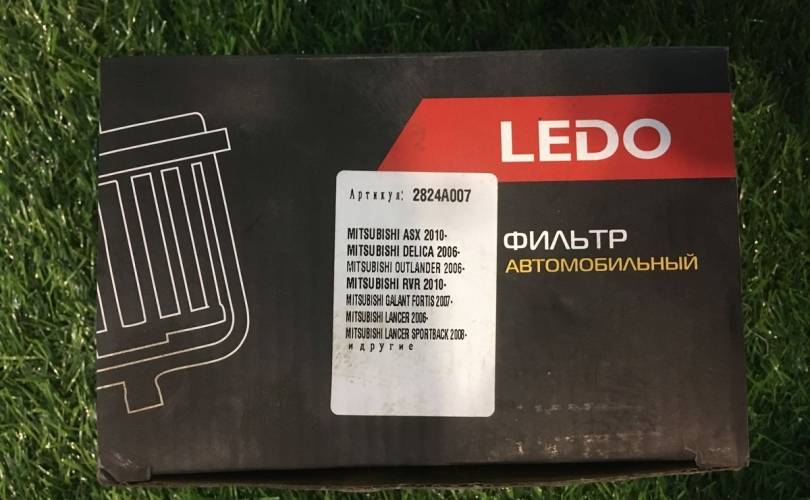 LEDO
ФИЛЬТР
АВТОМОБИЛЬНЫЙ
Артикул: 2824A007
MITSUBISHI ASX 2010-
MITSUBISHI DELICA 2006-
MITSUBISHI OUTLANDER 2006-
MITSUBISHI RVR 2010-
MITSUBISHI GALANT FORTIS 2007-
MITSUBISHI LANCER 2006-
MITSUBISHI LANCER SPORTBACK 2008-
и другие